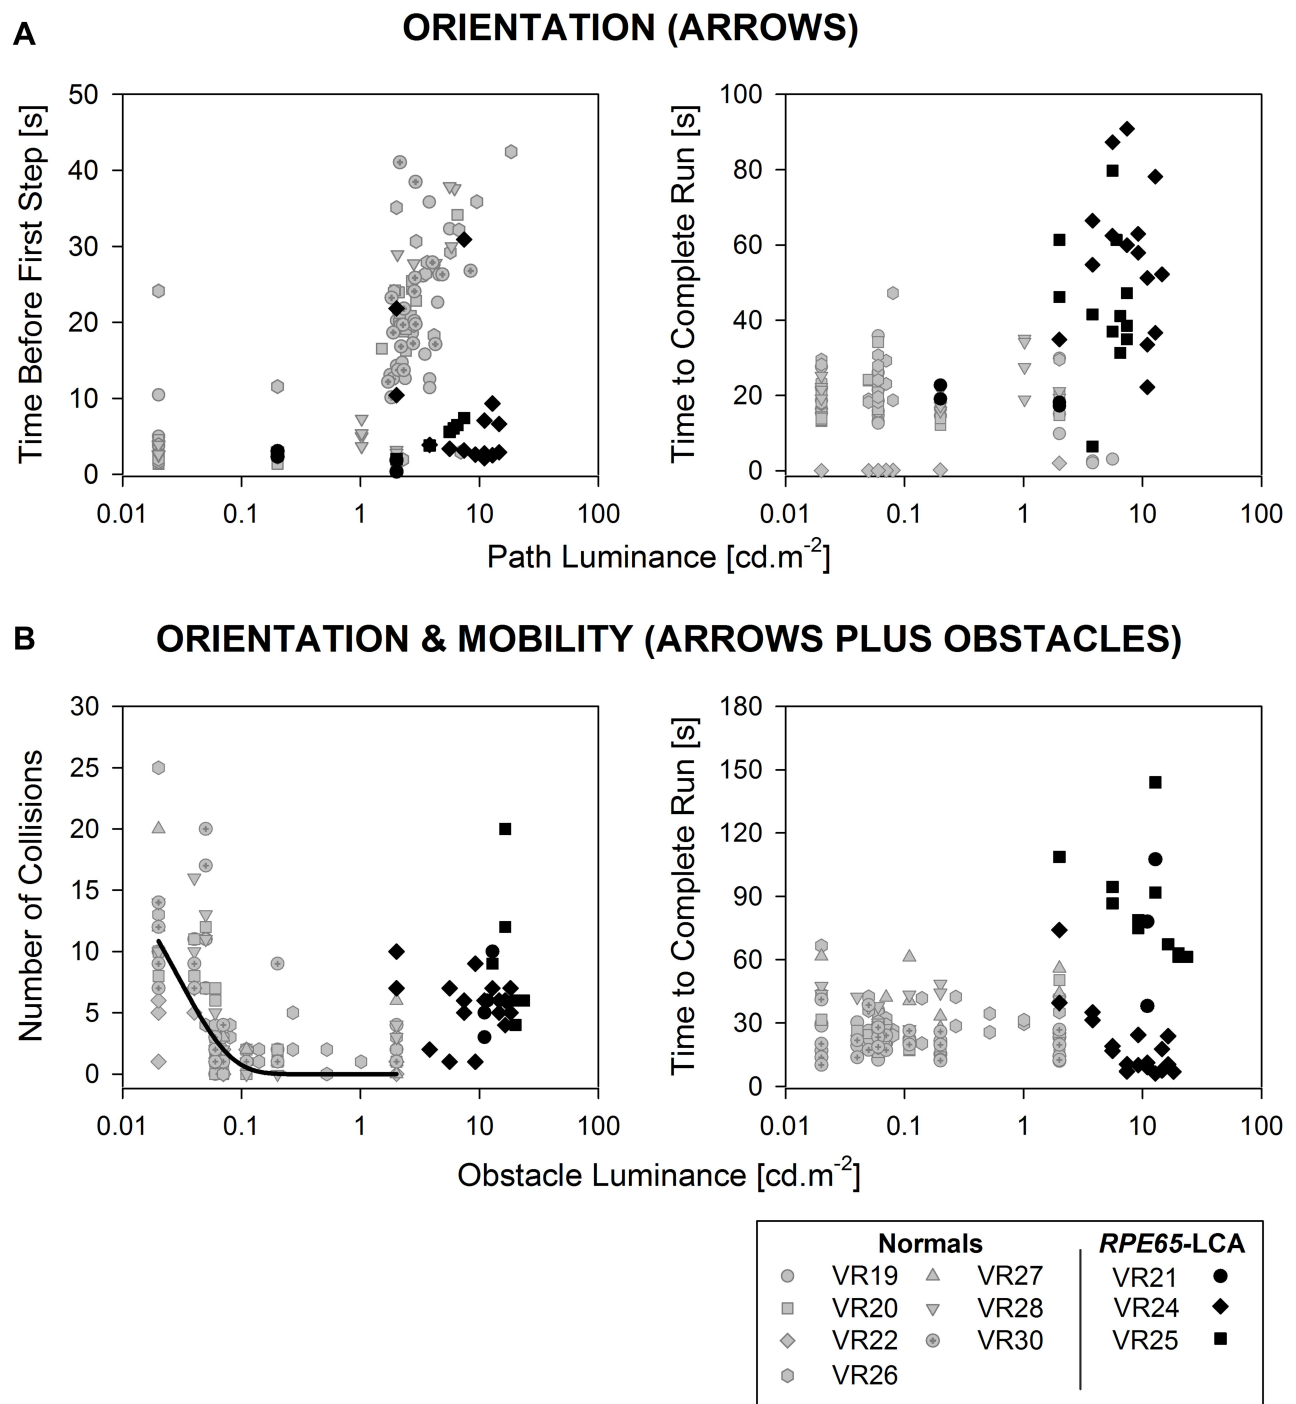 A
ORIENTATION (ARROWS)
Time Before First Step [s]
50
40
30
20
10
0
0.01 0.1 1 10 100
Time to Complete Run [s]
100
80
60
40
20
0
0.01 0.1 1 10 100
Path Luminance [cd.m-2]
B
ORIENTATION & MOBILITY (ARROWS PLUS OBSTACLES)
Number of Collisions
30
25
20
15
10
5
0
0.01 0.1 1 10 100
Time to Complete Run [s]
180
150
120
90
60
30
0
0.01 0.1 1 10 100
Obstacle Luminance [cd.m-2]
Normals
VR19 VR27
VR20 VR28
VR22 VR30
VR26
RPE65-LCA
VR21
VR24
VR25